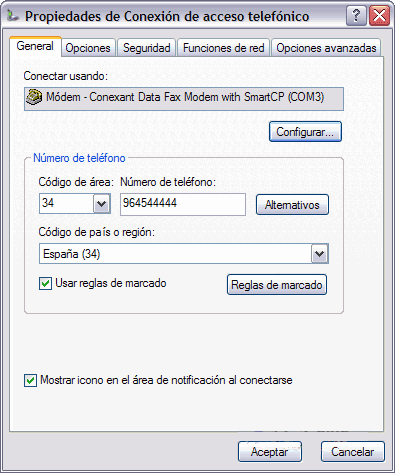 Propiedades de Conexión de acceso telefónico
General Opciones Seguridad Funciones de red Opciones avanzadas
Conectar usando:
Módem - Conexant Data Fax Modem with SmartCP (COM3)
Configurar...
Número de teléfono
Código de área: Número de teléfono:
34 964544444 Alternativos
Código de país o región:
España (34)
Usar reglas de marcado Reglas de marcado
Mostrar icono en el área de notificación al conectarse
Aceptar Cancelar